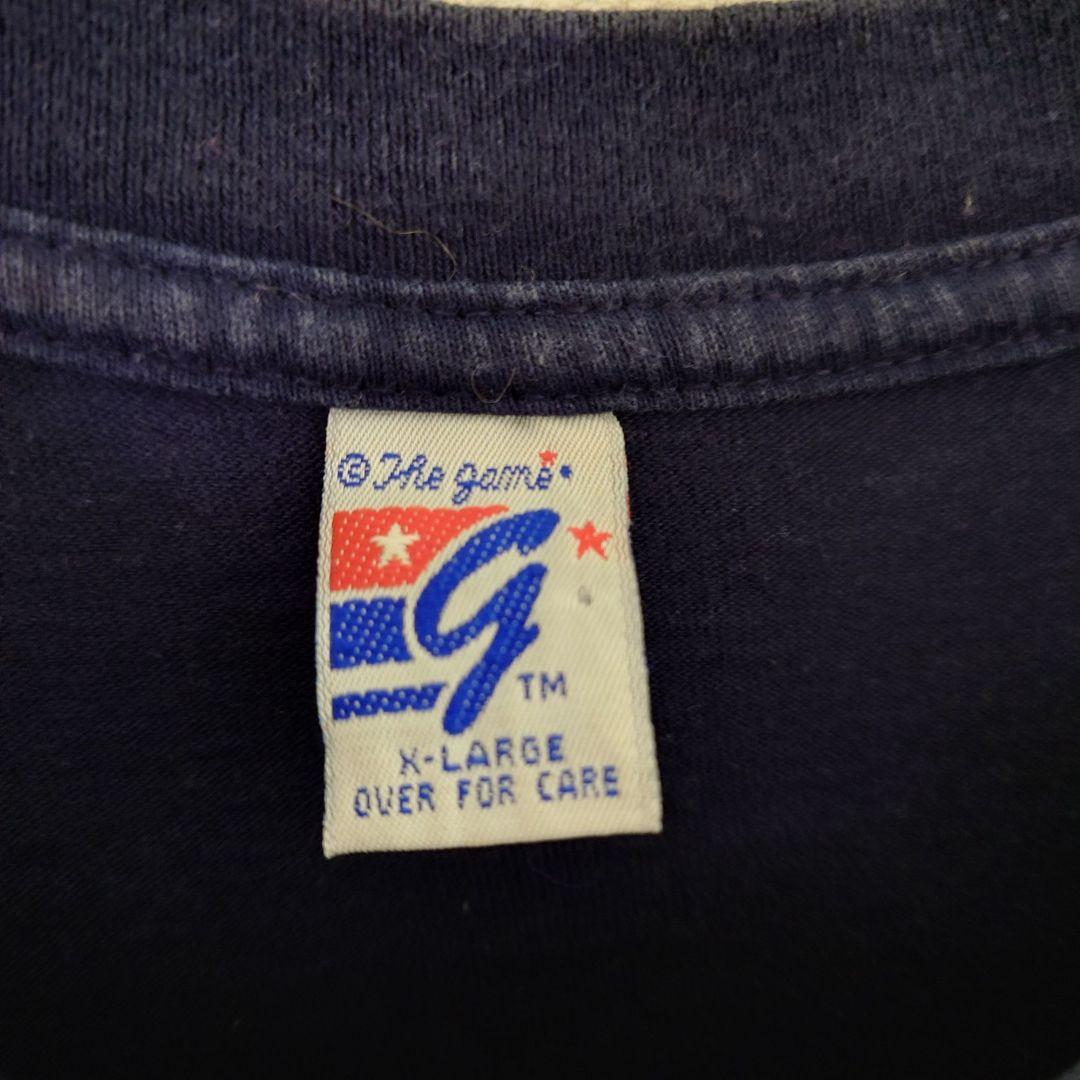 © The game
G TM
X-LARGE
OVER FOR CARE